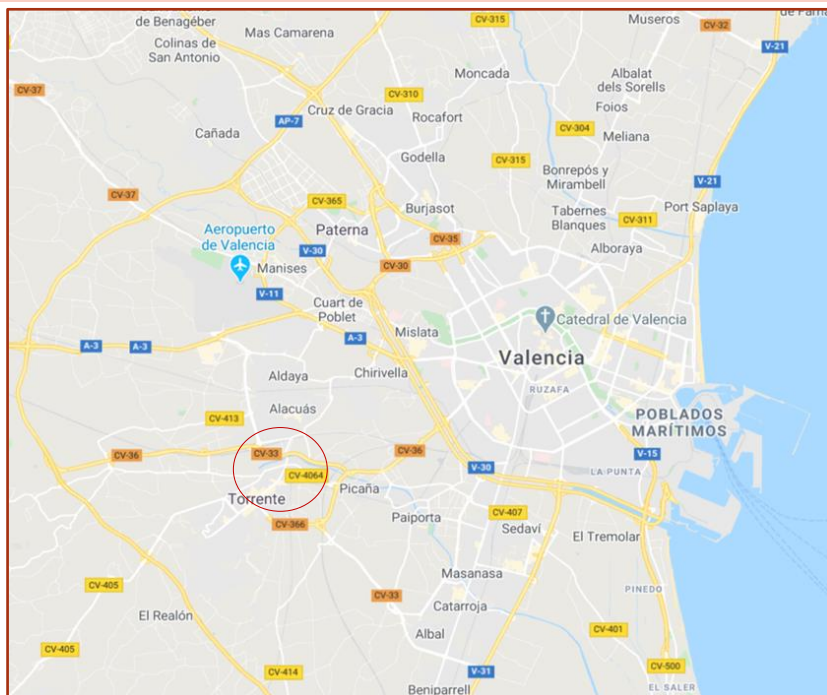 de Benagéber
Mas Camarena
CV-315
Museros
CV-32
Colinas de
San Antonio
V-21
Moncada
Albalat
dels Sorells
CV-37
CV-310
Cruz de Gracia
Rocafort
Foios
AP-7
Cañada
CV-304
Meliana
Godella
CV-315
Bonrepós y
Mirambell
V-21
CV-37
CV-365
Burjasot
Tabernes
Blanques
Port Saplaya
CV-311
Aeropuerto
de Valencia
Paterna
CV-35
V-30
Alboraya
Manises
CV-30
V-11
Cuart de
Poblet
Mislata
Catedral de Valencia
A-3
A-3
A-3
Valencia
Aldaya
Chirivella
RUZAFA
Alacuás
POBLADOS
MARÍTIMOS
CV-413
CV-36
CV-33
CV-36
V-15
V-30
LA PUNTA
CV-4064
Picaña
Torrente
CV-366
Paiporta
CV-407
Sedaví
El Tremolar
Masanasa
CV-405
CV-33
PINEDO
Catarroja
El Realón
Albal
CV-401
CV-405
CV-414
V-31
CV-500
EL SALER
Beniparrell